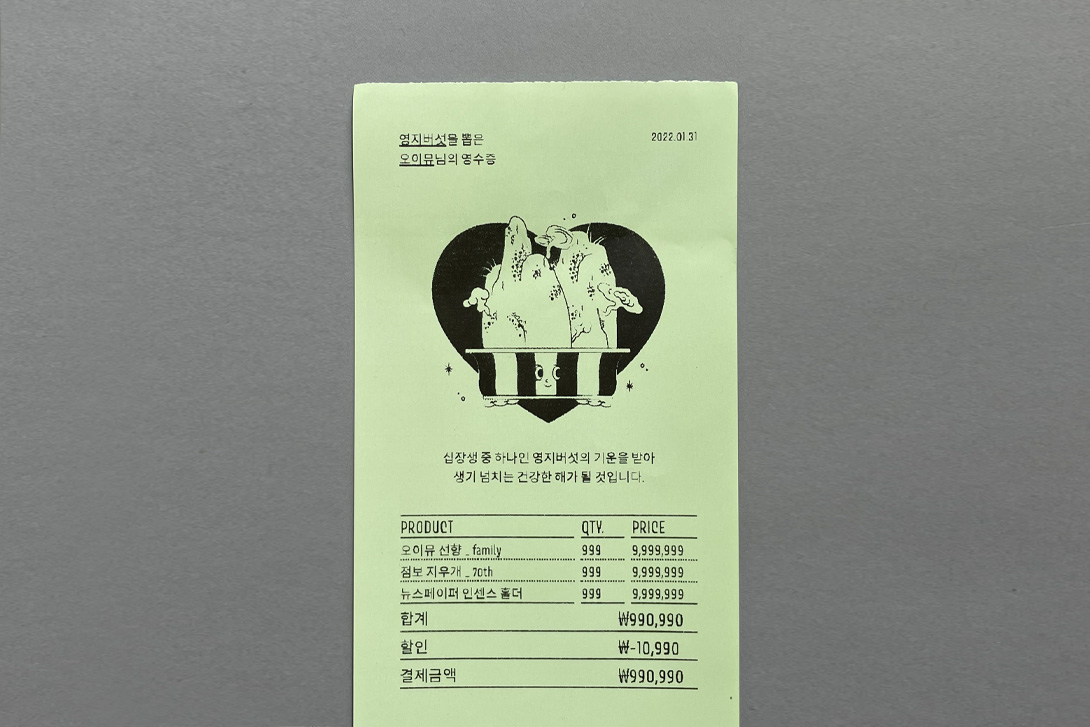 영지버섯을 뽑은
오이뮤님의 영수증
2022.01.31
십장생 중 하나인 영지버섯의 기운을 받아
생기 넘치는 건강한 해가 될 것입니다.
PRODUCT QTY. PRICE
오이뮤 선향 _ family 999 9,999,999
점보 지우개 _ 70th 999 9,999,999
뉴스페이퍼 인센스 홀더 999 9,999,999
합계 ₩990,990
할인 ₩-10,990
결제금액 ₩990,990